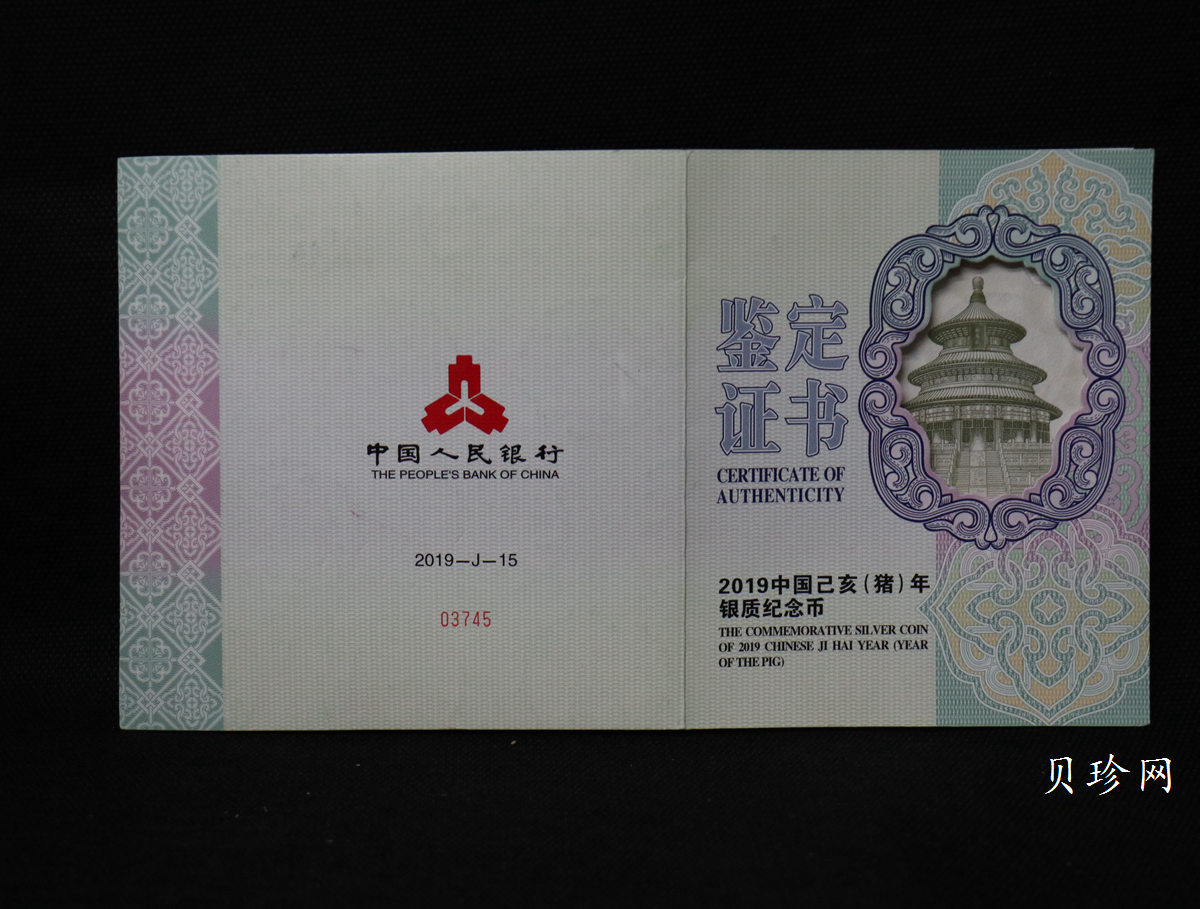 中国人民银行
THE PEOPLE'S BANK OF CHINA
2019—J—15
03745
鉴定
证书
CERTIFICATE OF
AUTHENTICITY
2019中国己亥(猪)年
银质纪念币
THE COMMEMORATIVE SILVER COIN
OF 2019 CHINESE JI HAI YEAR (YEAR
OF THE PIG)
贝珍网